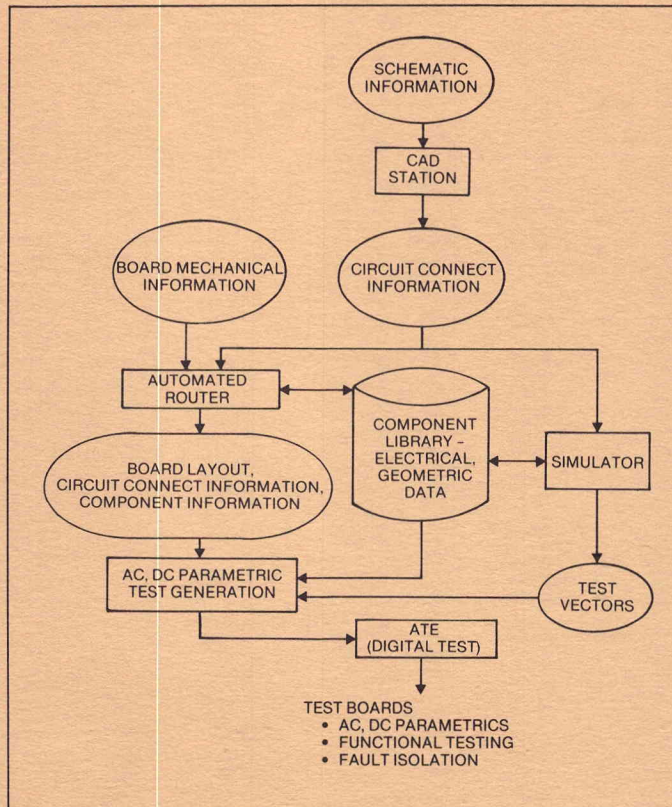 SCHEMATIC
INFORMATION
CAD
STATION
BOARD MECHANICAL
INFORMATION
CIRCUIT CONNECT
INFORMATION
AUTOMATED
ROUTER
COMPONENT
LIBRARY –
ELECTRICAL,
GEOMETRIC
DATA
SIMULATOR
BOARD LAYOUT,
CIRCUIT CONNECT INFORMATION,
COMPONENT INFORMATION
AC, DC PARAMETRIC
TEST GENERATION
TEST
VECTORS
ATE
(DIGITAL TEST)
TEST BOARDS
• AC, DC PARAMETRICS
• FUNCTIONAL TESTING
• FAULT ISOLATION